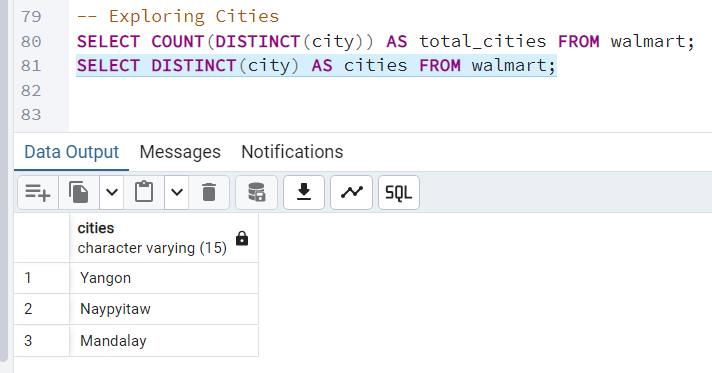 79 -- Exploring Cities
80 SELECT COUNT(DISTINCT(city)) AS total_cities FROM walmart;
81 SELECT DISTINCT(city) AS cities FROM walmart;
82
83
Data Output Messages Notifications
SQL
cities
character varying (15)
1 Yangon
2 Naypyitaw
3 Mandalay